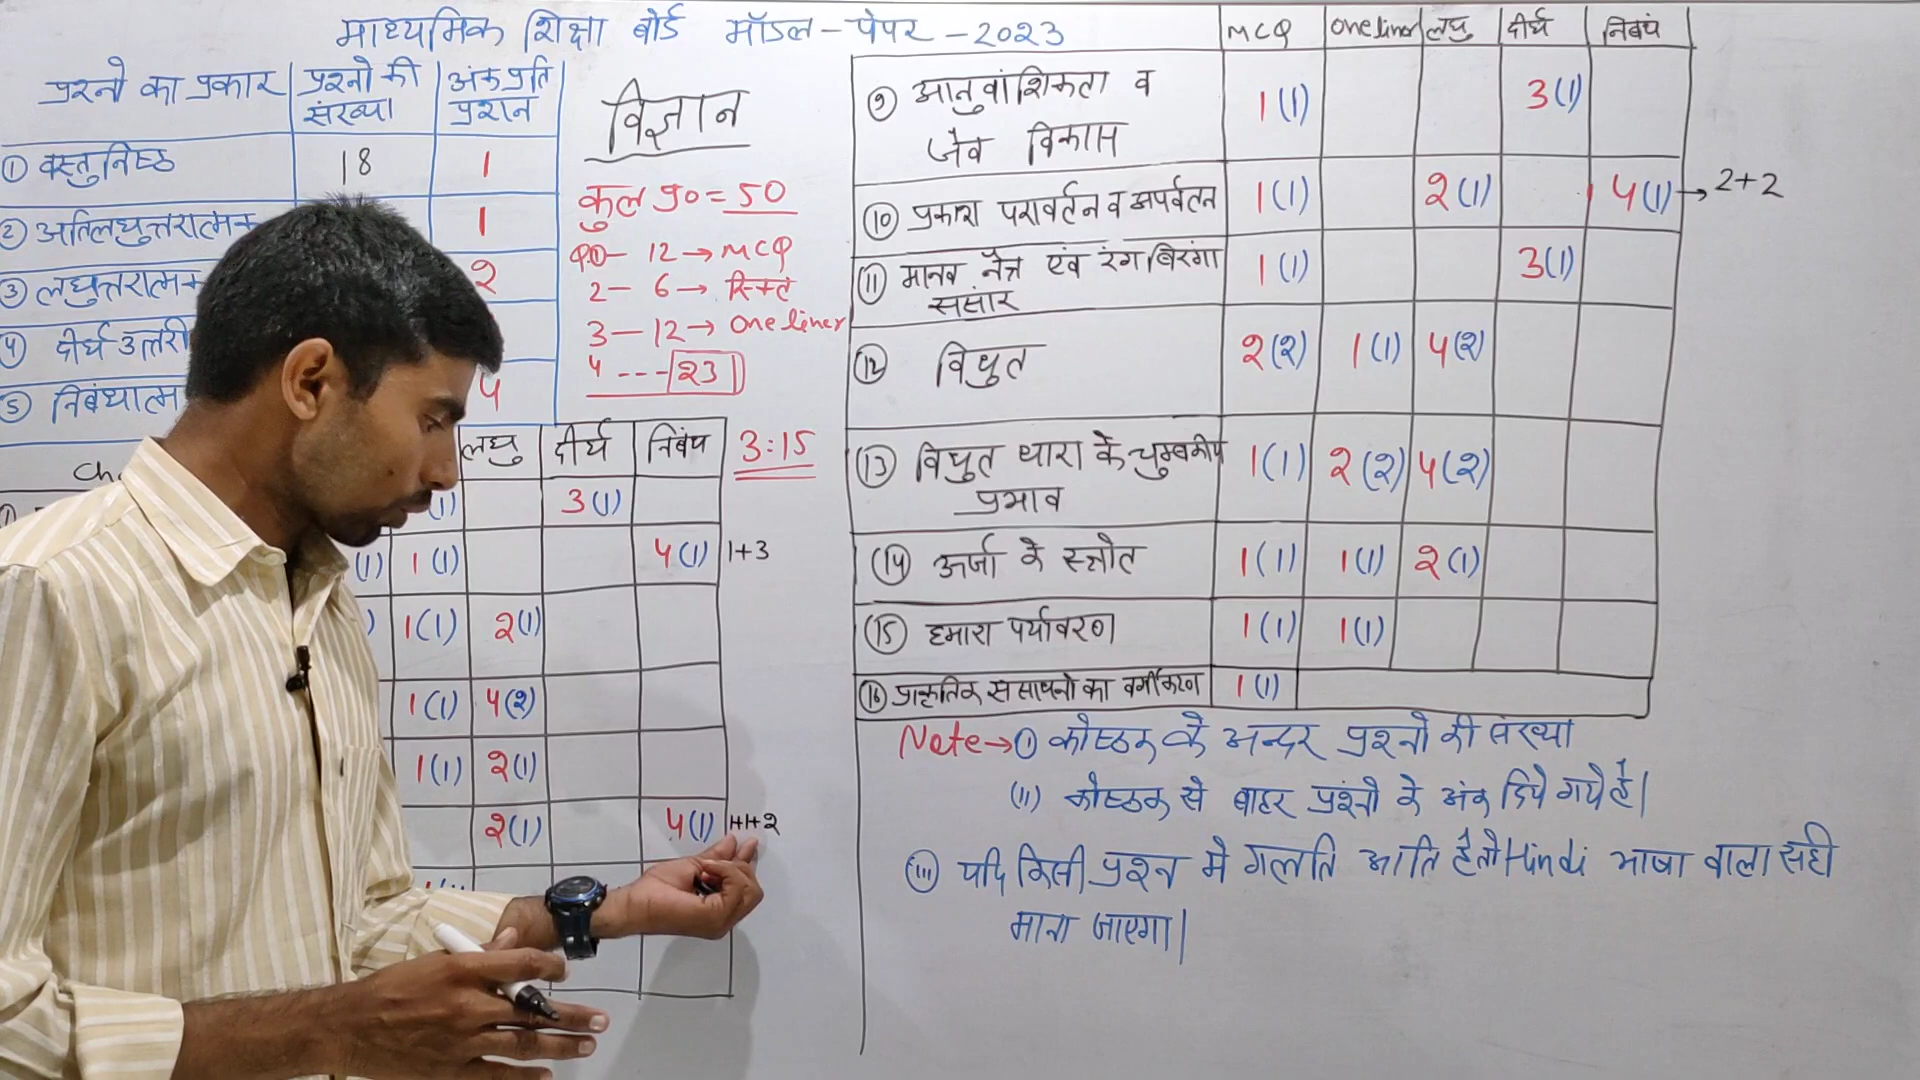 माध्यमिक शिक्षा बोर्ड मॉडल-पेपर-2023
प्रश्नो का प्रकार | प्रश्नो की संख्या | अंक प्रति प्रशन
① वस्तुनिष्ठ 18 1
② अतिलघुत्तरात्मक 1
③ लघुत्तरात्म 2
④ दीर्घ उत्तरी
⑤ निबंधात्म 4
विज्ञान
कुल प्र० = 50
12 → MCQ
2 - 6 → रिक्त
3 - 12 → One liner
4 --- 23
3:15
लघु दीर्घ निबंध
(1) 3(1)
(1) 1(1) 4(1) 1+3
) 1(1) 2(1)
1(1) 4(2)
1(1) 2(1)
2(1) 4(1) 1+1+2
MCQ One liner लघु दीर्घ निबंध
⑨ आनुवांशिकता व जैव विकास 1(1) 3(1)
⑩ प्रकाश परावर्तन व अपर्वतन 1(1) 2(1) 4(1) → 2+2
⑪ मानव नेत्र एवं रंग बिरंगा संसार 1(1) 3(1)
⑫ विधुत 2(2) 1(1) 4(2)
⑬ विधुत धारा के चुम्बकीय प्रभाव 1(1) 2(2) 4(2)
⑭ ऊर्जा के स्त्रोत 1(1) 1(1) 2(1)
⑮ हमारा पर्यावरण 1(1) 1(1)
⑯ प्राकृतिक संसाधनो का वर्गीकरण 1(1)
Note → ① कोष्ठक के अन्दर प्रश्नो की संख्या
(ii) कोष्ठक से बाहर प्रश्नो के अंक दिये गये है।
(iii) यदि किसी प्रश्न मे गलति आति है तो Hindi भाषा वाला सही
माना जाएगा।